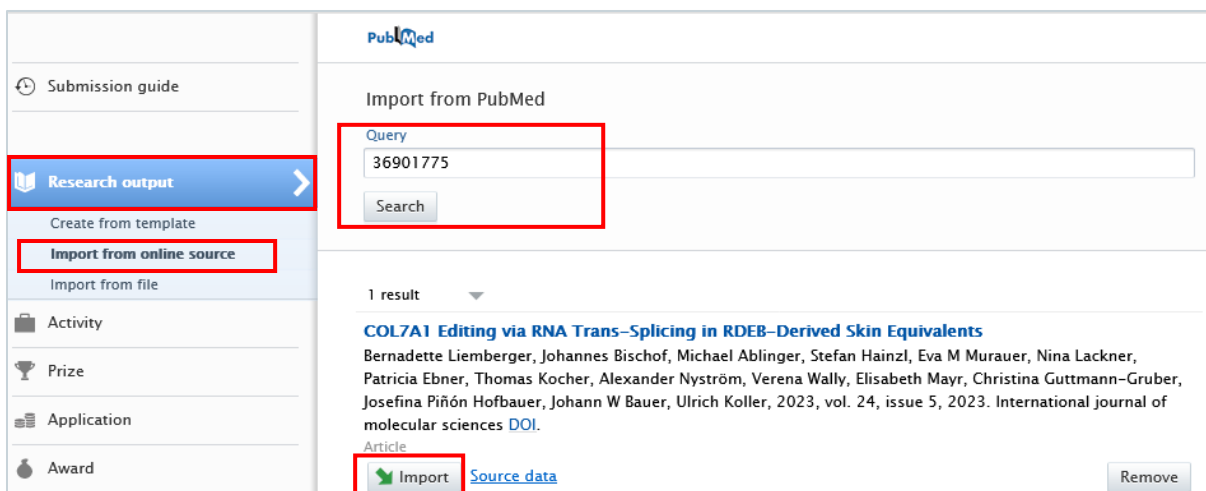 PubMed
Submission guide
Import from PubMed
Query
36901775
Research output
Search
Create from template
Import from online source
Import from file
1 result
Activity
COL7A1 Editing via RNA Trans-Splicing in RDEB-Derived Skin Equivalents
Bernadette Liemberger, Johannes Bischof, Michael Ablinger, Stefan Hainzl, Eva M Murauer, Nina Lackner,
Prize
Patricia Ebner, Thomas Kocher, Alexander Nyström, Verena Wally, Elisabeth Mayr, Christina Guttmann-Gruber,
Josefina Piñón Hofbauer, Johann W Bauer, Ulrich Koller, 2023, vol. 24, issue 5, 2023. International journal of
Application
molecular sciences DOI.
Article
Award
Import Source data Remove